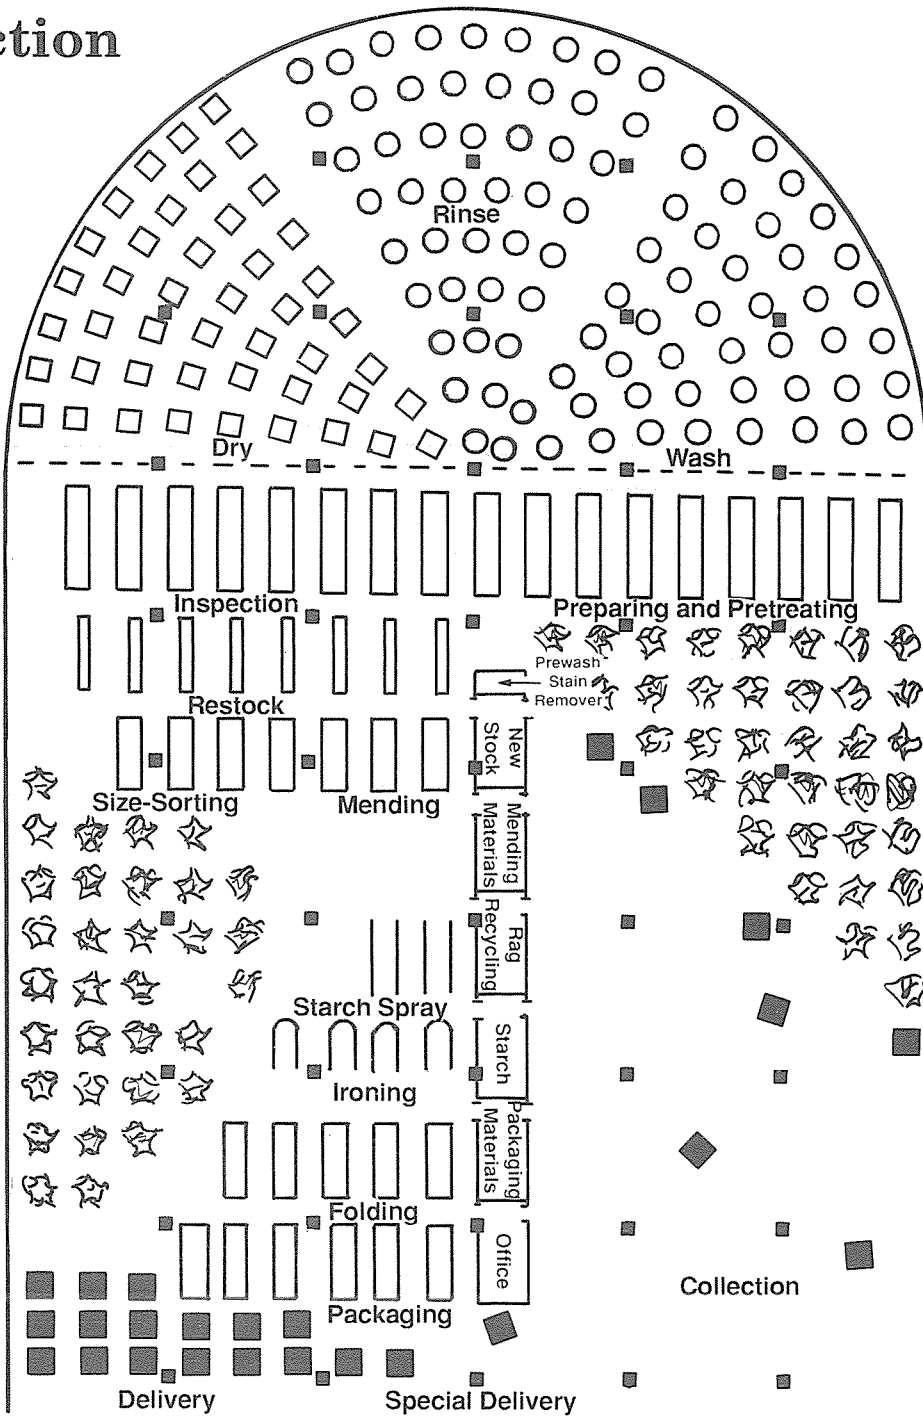 ction
Rinse
Dry
Wash
Inspection
Preparing and Pretreating
Prewash
Stain
Remover
Restock
New
Stock
Size-Sorting
Mending
Mending
Materials
Rag
Recycling
Starch Spray
Starch
Ironing
Packaging
Materials
Folding
Office
Collection
Packaging
Delivery
Special Delivery